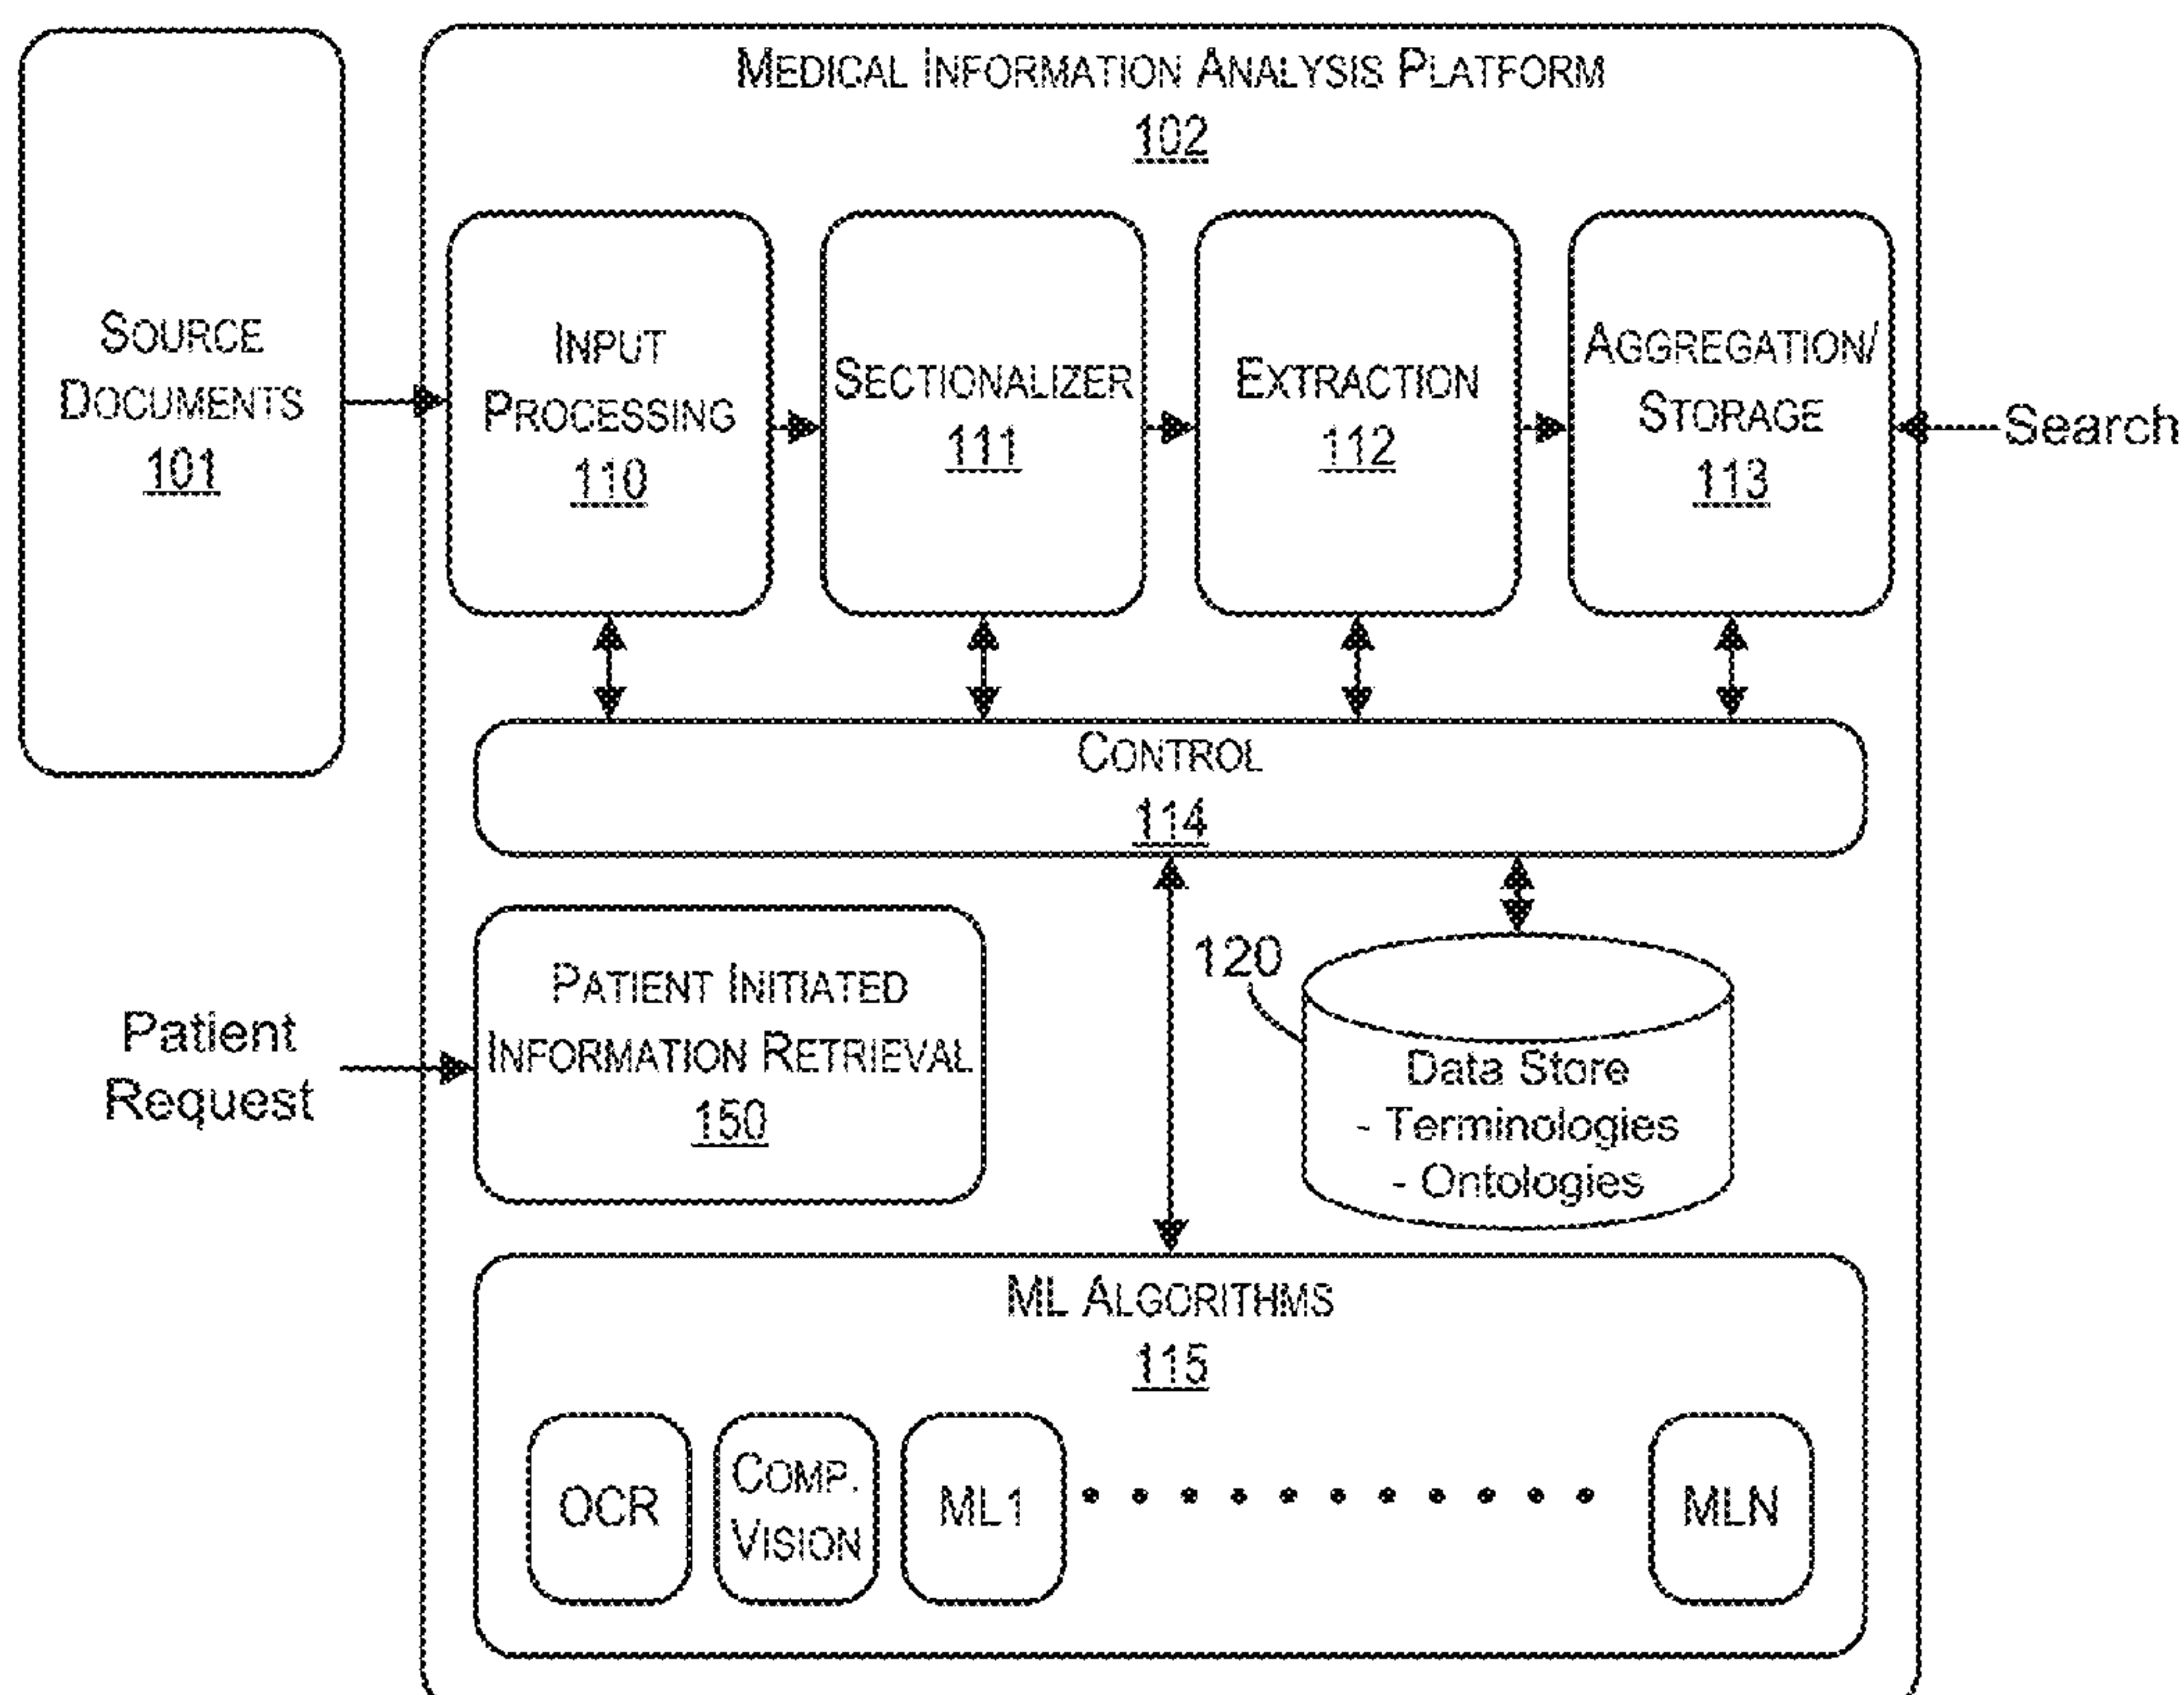 MEDICAL INFORMATION ANALYSIS PLATFORM
102
SOURCE
DOCUMENTS
101
INPUT
PROCESSING
110
SECTIONALIZER
111
EXTRACTION
112
AGGREGATION/
STORAGE
113
Search
CONTROL
114
Patient
Request
PATIENT INITIATED
INFORMATION RETRIEVAL
150
120
Data Store
- Terminologies
- Ontologies
ML ALGORITHMS
115
OCR
COMP.
VISION
ML1
MLN